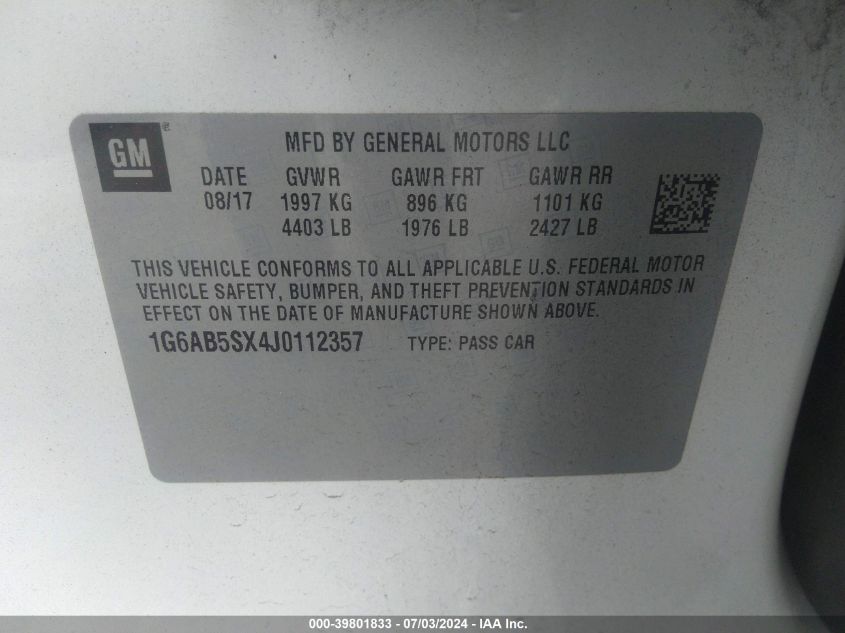 GM ®
MFD BY GENERAL MOTORS LLC
DATE GVWR GAWR FRT GAWR RR
08/17 1997 KG 896 KG 1101 KG
4403 LB 1976 LB 2427 LB
THIS VEHICLE CONFORMS TO ALL APPLICABLE U.S. FEDERAL MOTOR
VEHICLE SAFETY, BUMPER, AND THEFT PREVENTION STANDARDS IN
EFFECT ON THE DATE OF MANUFACTURE SHOWN ABOVE.
1G6AB5SX4J0112357 TYPE: PASS CAR
000-39801833 - 07/03/2024 - IAA Inc.